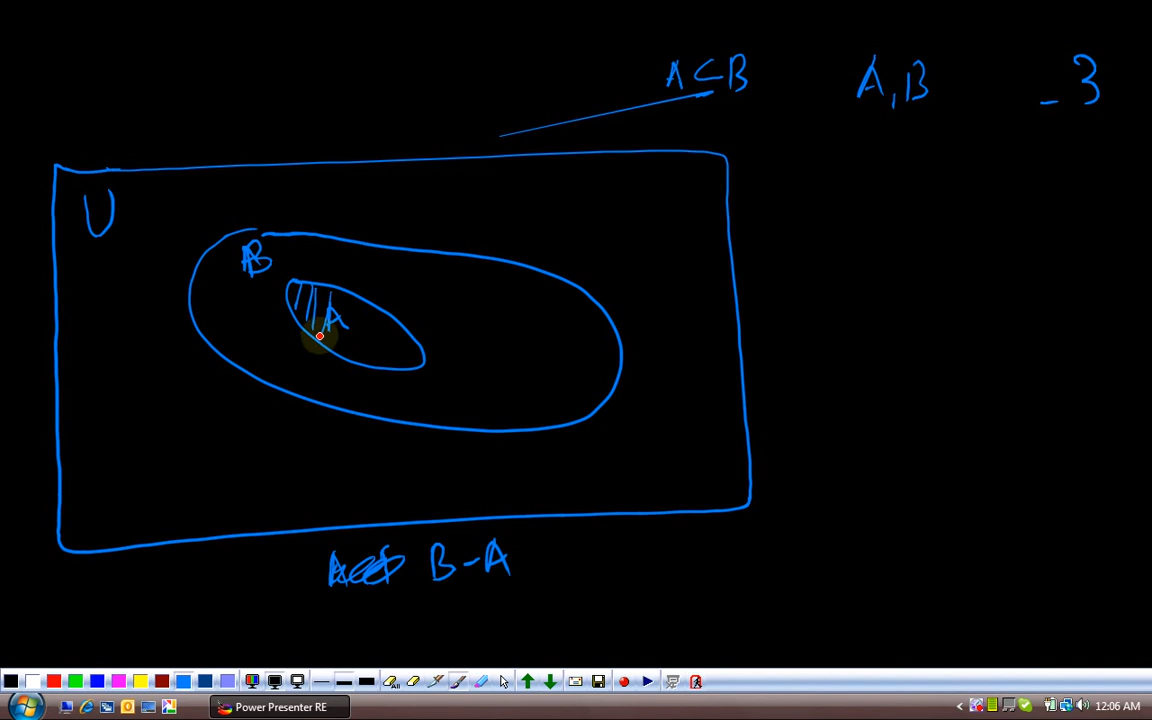 A ⊂ B A, B _ 3
U
B
A
B - A
Power Presenter RE
12:06 AM